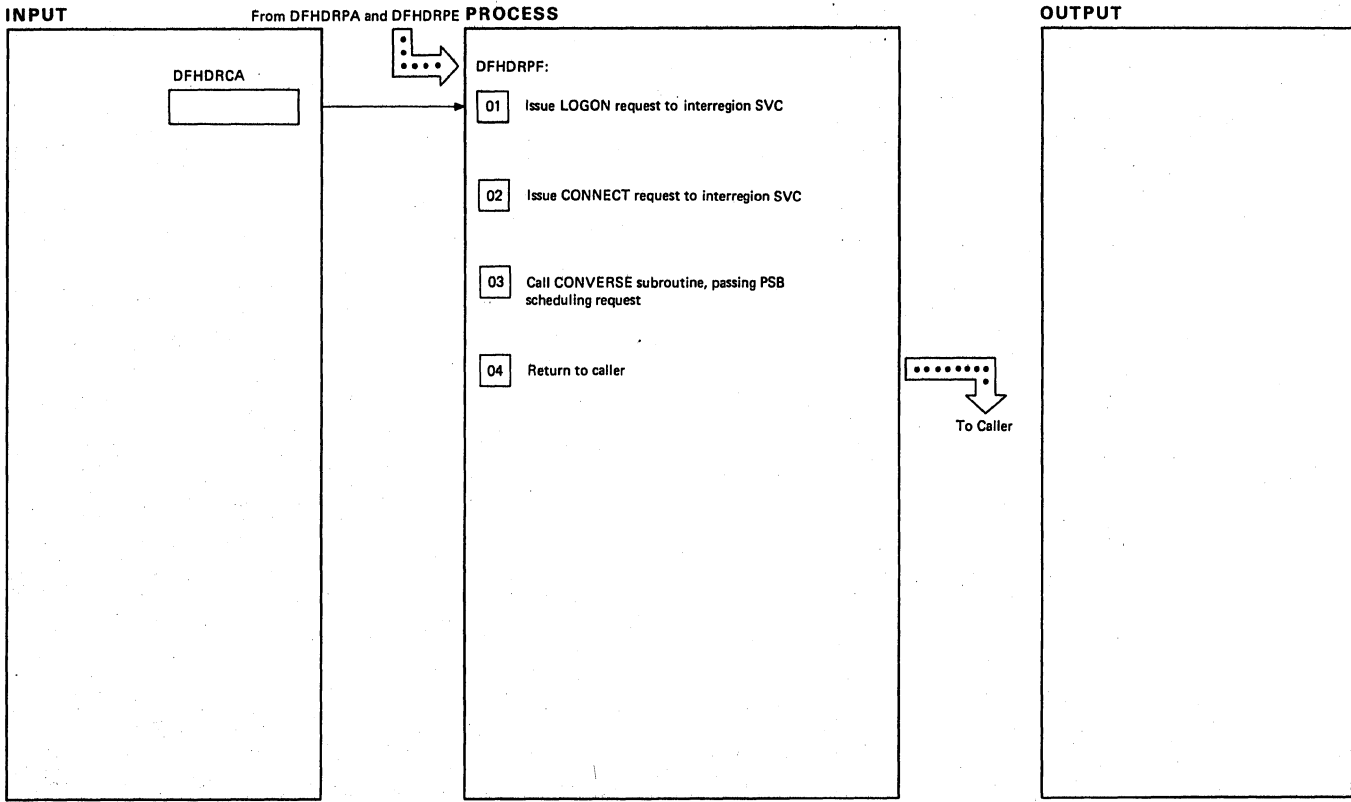 INPUT
From DFHDRPA and DFHDRPE
PROCESS
OUTPUT
DFHDRCA
DFHDRPF:
01 Issue LOGON request to interregion SVC
02 Issue CONNECT request to interregion SVC
03 Call CONVERSE subroutine, passing PSB
scheduling request
04 Return to caller
To Caller